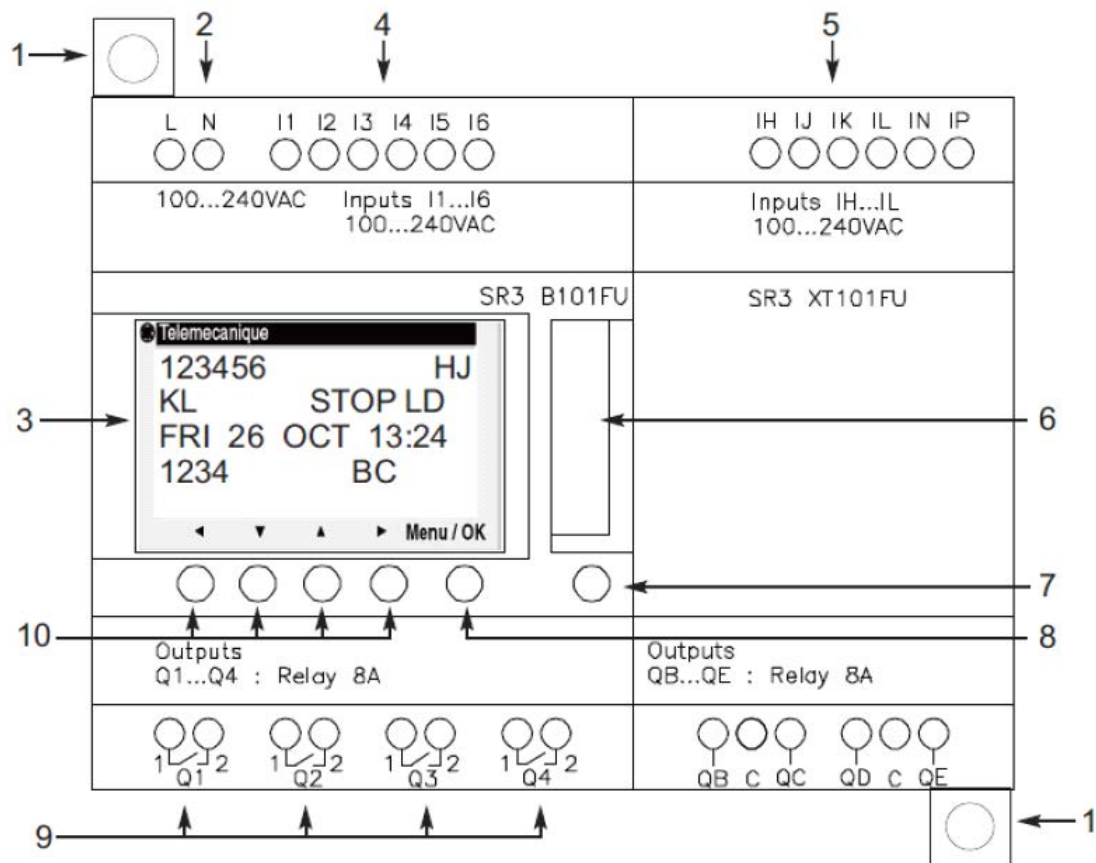 2 4 5
1
L N I1 I2 I3 I4 I5 I6 IH IJ IK IL IN IP
100...240VAC Inputs I1...I6 Inputs IH...IL
100...240VAC 100...240VAC
SR3 B101FU SR3 XT101FU
Telemecanique
123456 HJ
KL STOP LD
3 6
FRI 26 OCT 13:24
1234 BC
◄ ▼ ▲ ► Menu / OK
7
10 8
Outputs Outputs
Q1...Q4 : Relay 8A QB...QE : Relay 8A
1 2 1 2 1 2 1 2
Q1 Q2 Q3 Q4 QB C QC QD C QE
1
9